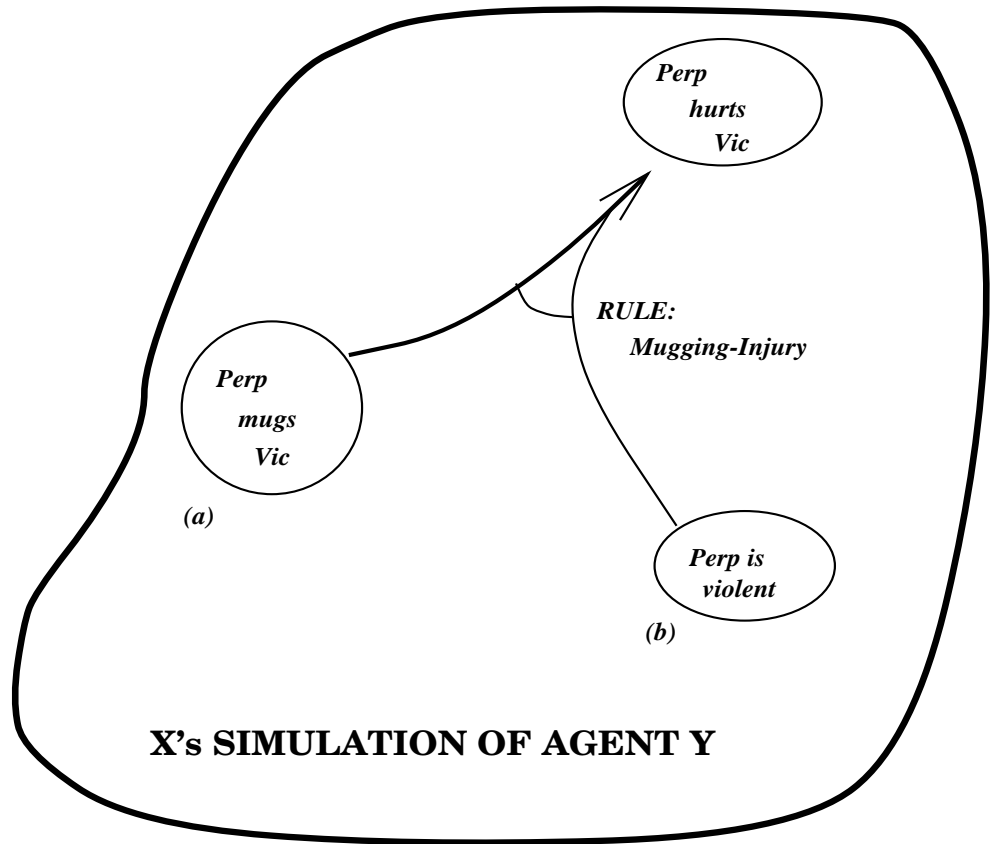 Perp
hurts
Vic
RULE:
Mugging-Injury
Perp
mugs
Vic
(a)
Perp is
violent
(b)
X’s SIMULATION OF AGENT Y